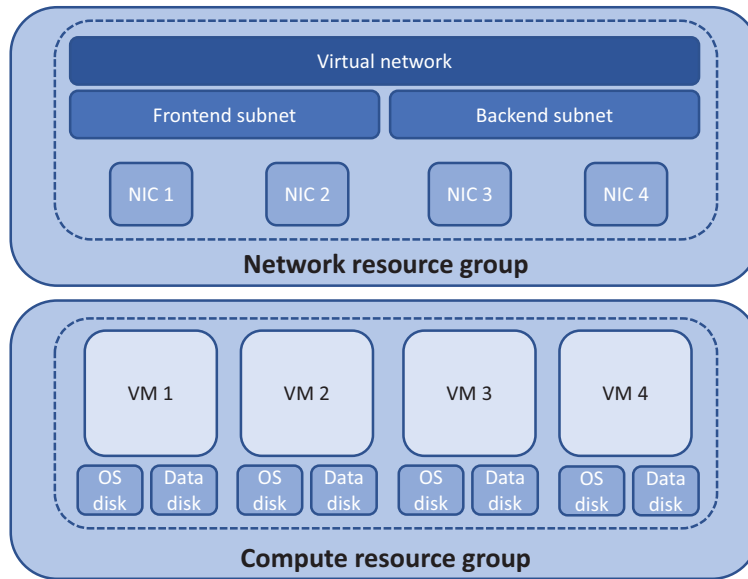 Virtual network
Frontend subnet
Backend subnet
NIC 1
NIC 2
NIC 3
NIC 4
Network resource group
VM 1
VM 2
VM 3
VM 4
OS
disk
Data
disk
OS
disk
Data
disk
OS
disk
Data
disk
OS
disk
Data
disk
Compute resource group